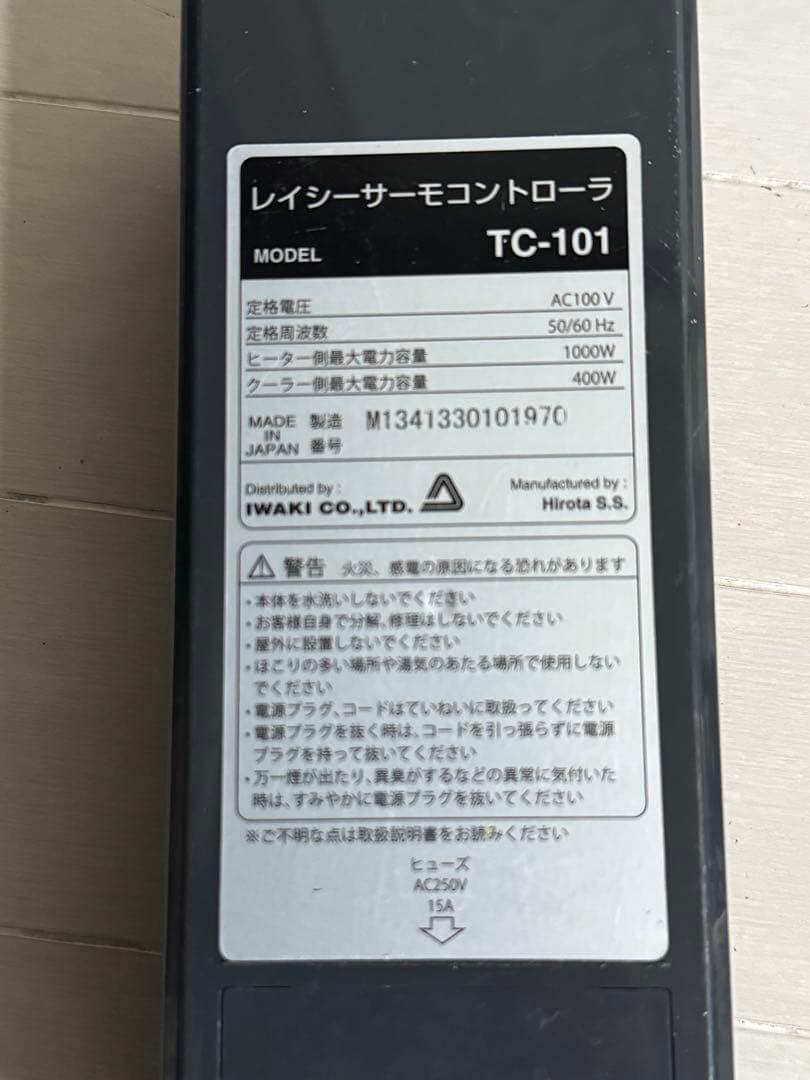 レイシーサーモコントローラ
MODEL TC-101
定格電圧 AC100 V
定格周波数 50/60 Hz
ヒーター側最大電力容量 1000W
クーラー側最大電力容量 400W
MADE IN JAPAN 製造番号 M1341330101970
Distributed by : Manufactured by :
IWAKI CO.,LTD. Hirota S.S.
警告 火災、感電の原因になる恐れがあります
・本体を水洗いしないでください
・お客様自身で分解、修理はしないでください
・屋外に設置しないでください
・ほこりの多い場所や湯気のあたる場所で使用しない
でください
・電源プラグ、コードはていねいに取扱ってください
・電源プラグを抜く時は、コードを引っ張らずに電源
プラグを持って抜いてください
・万一煙が出たり、異臭がするなどの異常に気付いた
時は、すみやかに電源プラグを抜いてください
※ご不明な点は取扱説明書をお読みください
ヒューズ
AC250V
15A